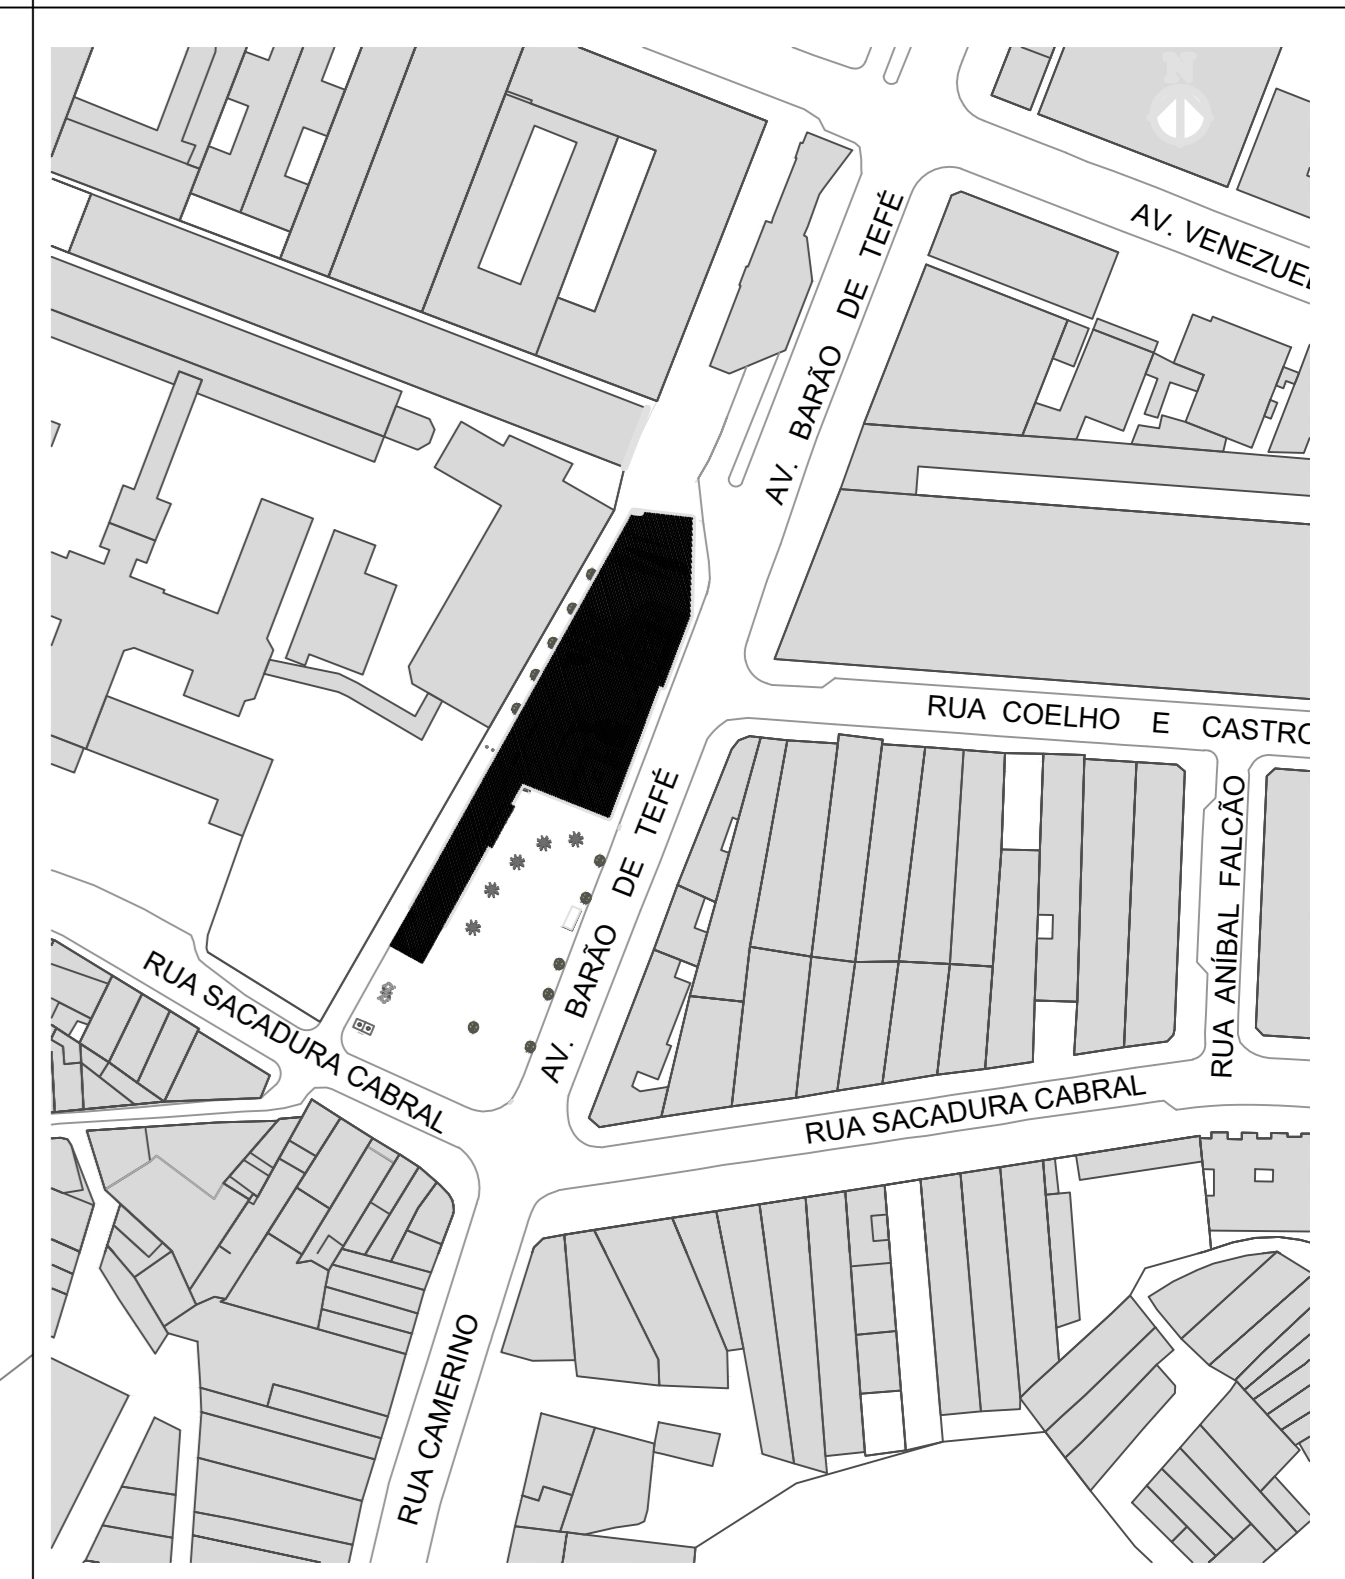 N
AV. VENEZUEL
AV. BARÃO DE TEFÉ
RUA COELHO E CASTRO
AV. BARÃO DE TEFÉ
RUA ANÍBAL FALCÃO
RUA SACADURA CABRAL
RUA SACADURA CABRAL
RUA CAMERINO